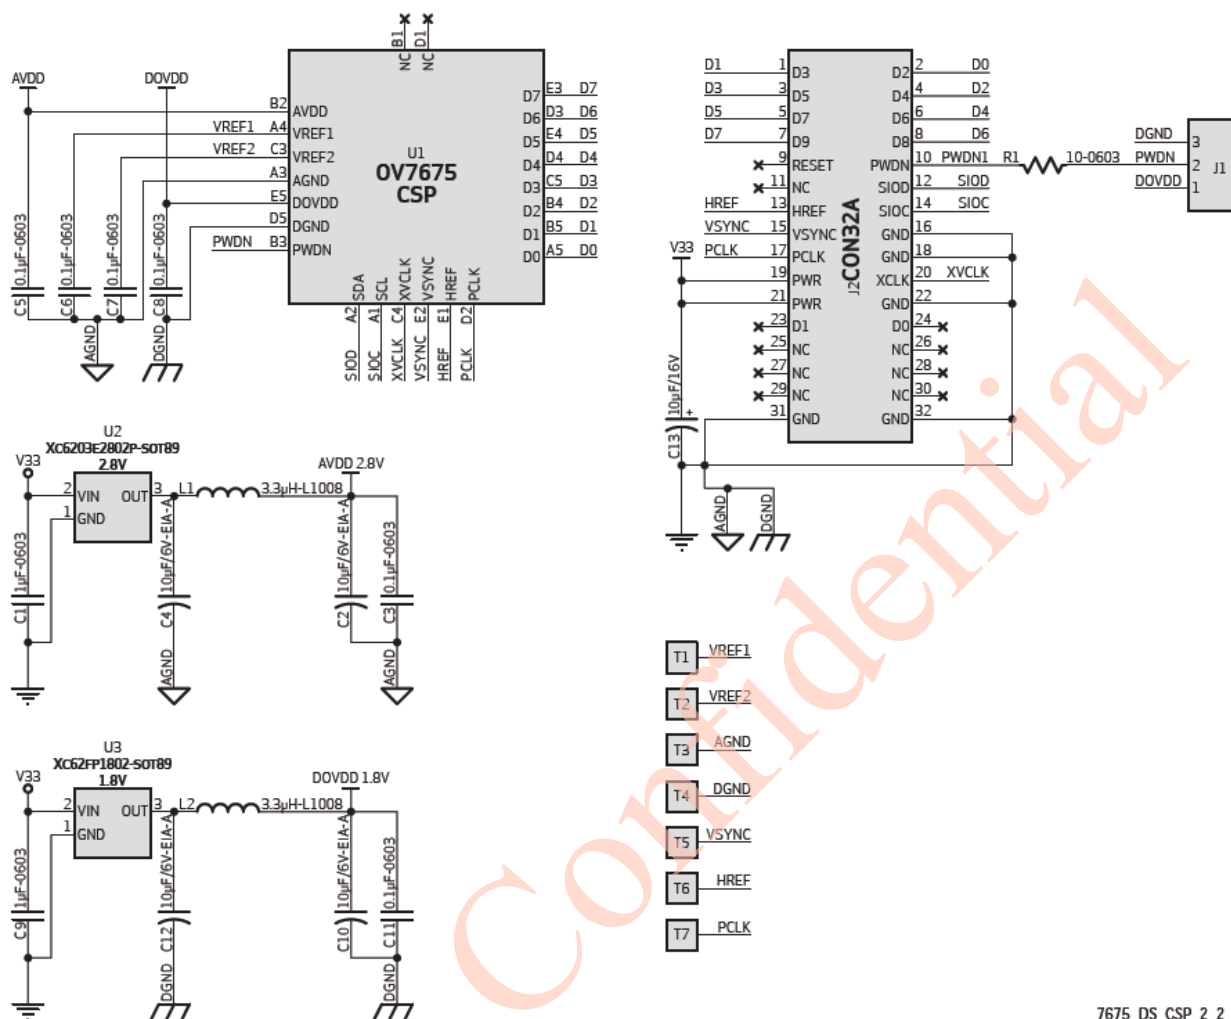 AVDD
DOVDD
B1
NC
D1
NC
B2 AVDD
VREF1 A4 VREF1
VREF2 C3 VREF2
A3 AGND
E5 DOVDD
D5 DGND
PWDN B3 PWDN
U1
OV7675
CSP
D7 E3 D7
D6 D3 D6
D5 E4 D5
D4 D4 D4
D3 C5 D3
D2 B4 D2
D1 B5 D1
D0 A5 D0
SDA A2 SIOD
SCL A1 SIOC
XVCLK C4 XVCLK
VSYNC E2 VSYNC
HREF E1 HREF
PCLK D2 PCLK
C5 0.1µF-0603
C6 0.1µF-0603
C7 0.1µF-0603
C8 0.1µF-0603
AGND
DGND
D1 1 D3
D3 3 D5
D5 5 D7
D7 7 D9
9 RESET
11 NC
HREF 13 HREF
VSYNC 15 VSYNC
PCLK 17 PCLK
V33
19 PWR
21 PWR
23 D1
25 NC
27 NC
29 NC
31 GND
J2 CON32A
D2 2 D0
D4 4 D2
D6 6 D4
D8 8 D6
PWDN 10 PWDN1 R1 10-0603
SIOD 12 SIOD
SIOC 14 SIOC
GND 16
GND 18
XCLK 20 XVCLK
GND 22
D0 24
NC 26
NC 28
NC 30
GND 32
DGND 3
PWDN 2
DOVDD 1
J1
C13 10µF/16V
+
AGND
DGND
U2
XC6203E2802P-SOT89
2.8V
V33
2 VIN OUT 3
1 GND
L1 3.3µH-L1008
AVDD 2.8V
C1 1µF-0603
C4 10µF/6V-EIA-A
C2 10µF/6V-EIA-A
C3 0.1µF-0603
AGND
AGND
U3
XC62FP1802-SOT89
1.8V
V33
2 VIN OUT 3
1 GND
L2 3.3µH-L1008
DOVDD 1.8V
C9 1µF-0603
C12 10µF/6V-EIA-A
C10 10µF/6V-EIA-A
C11 0.1µF-0603
DGND
DGND
T1 VREF1
T2 VREF2
T3 AGND
T4 DGND
T5 VSYNC
T6 HREF
T7 PCLK
Confidential
7675_DS_CSP_2_2